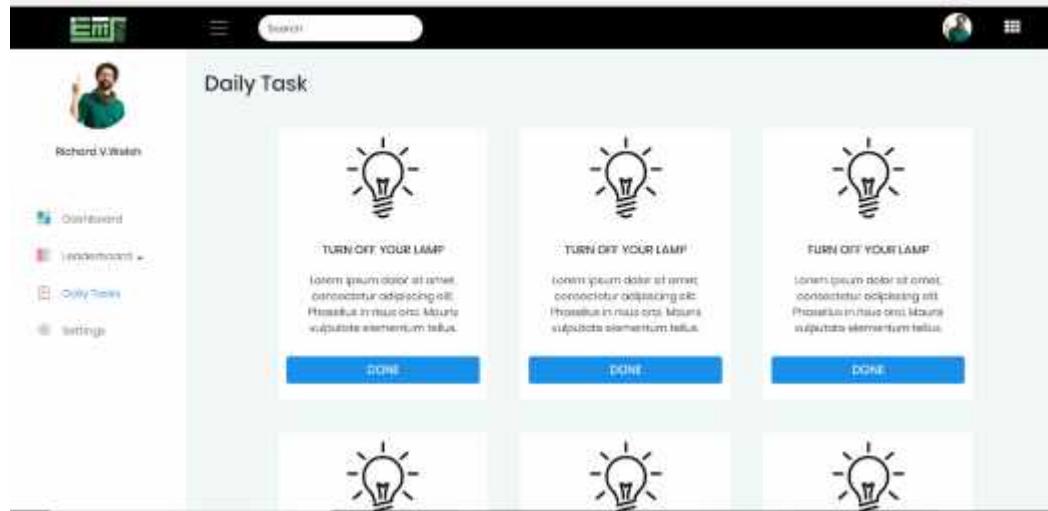 EmS
Search
Daily Task
Richard.V.Welsh
Dashboard
Leaderboard
Daily Tasks
Settings
TURN OFF YOUR LAMP
Lorem ipsum dolor sit amet,
consectetur adipiscing elit.
Phasellus in risus orci. Mauris
vulputate elementum tellus.
DONE
TURN OFF YOUR LAMP
Lorem ipsum dolor sit amet,
consectetur adipiscing elit.
Phasellus in risus orci. Mauris
vulputate elementum tellus.
DONE
TURN OFF YOUR LAMP
Lorem ipsum dolor sit amet,
consectetur adipiscing elit.
Phasellus in risus orci. Mauris
vulputate elementum tellus.
DONE